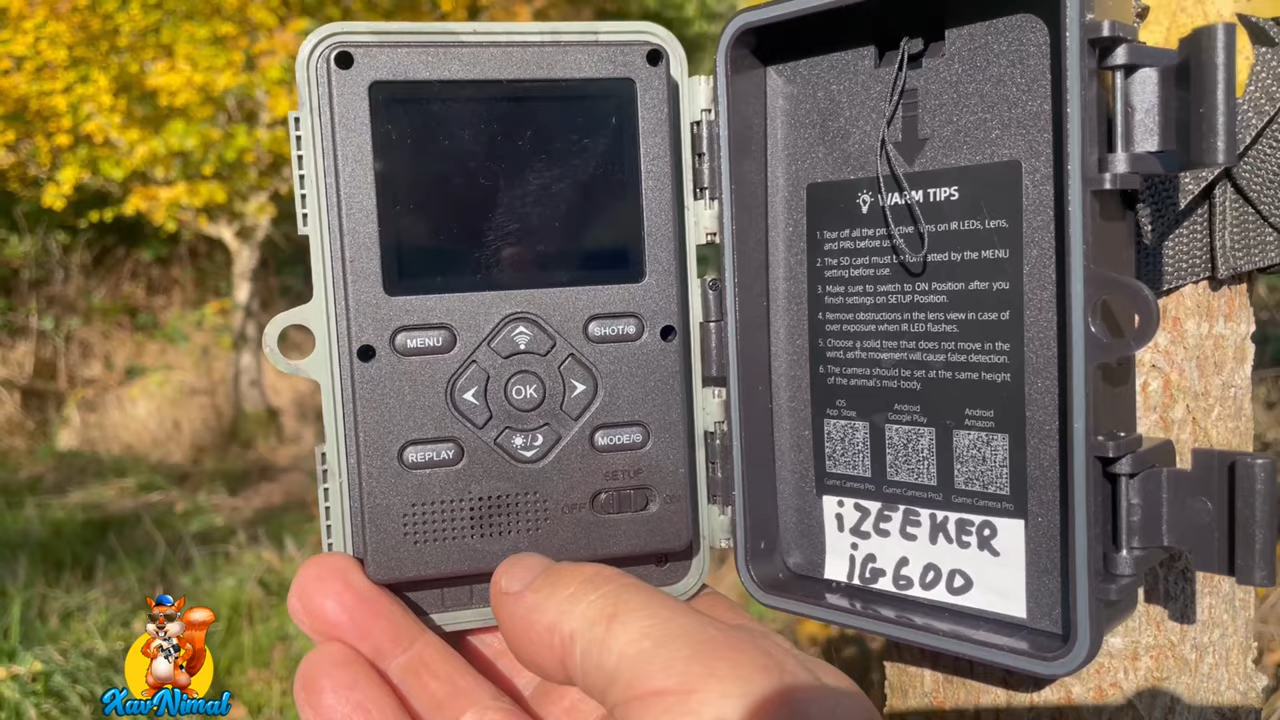 MENU
SHOT/⊕
OK
REPLAY
MODE/⊖
SETUP
OFF
ON
WARM TIPS
1. Tear off all the protective films on IR LEDs, Lens,
and PIRs before using.
2. The SD card must be formatted by the MENU
setting before use.
3. Make sure to switch to ON Position after you
finish settings on SETUP Position.
4. Remove obstructions in the lens view in case of
over exposure when IR LED flashes.
5. Choose a solid tree that does not move in the
wind, as the movement will cause false detection.
6. The camera should be set at the same height
of the animal's mid-body.
iOS
App Store
Android
Google Play
Android
Amazon
Game Camera Pro
Game Camera Pro2
Game Camera Pro
iZEEKER
iG600
XavNimal